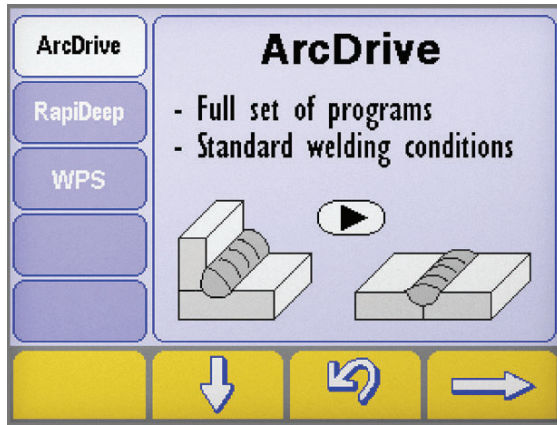 ArcDrive
RapiDeep
WPS
ArcDrive
- Full set of programs
- Standard welding conditions